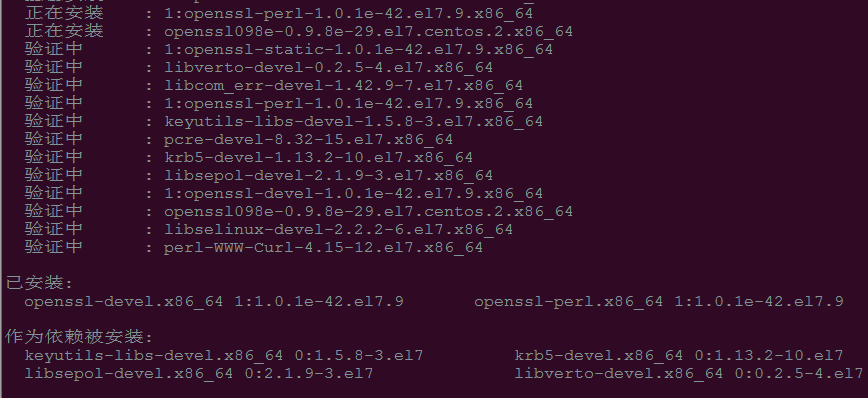 正在安装    : 1:openssl-perl-1.0.1e-42.el7.9.x86_64
正在安装    : openssl098e-0.9.8e-29.el7.centos.2.x86_64
验证中      : 1:openssl-static-1.0.1e-42.el7.9.x86_64
验证中      : libverto-devel-0.2.5-4.el7.x86_64
验证中      : libcom_err-devel-1.42.9-7.el7.x86_64
验证中      : 1:openssl-perl-1.0.1e-42.el7.9.x86_64
验证中      : keyutils-libs-devel-1.5.8-3.el7.x86_64
验证中      : pcre-devel-8.32-15.el7.x86_64
验证中      : krb5-devel-1.13.2-10.el7.x86_64
验证中      : libsepol-devel-2.1.9-3.el7.x86_64
验证中      : 1:openssl-devel-1.0.1e-42.el7.9.x86_64
验证中      : openssl098e-0.9.8e-29.el7.centos.2.x86_64
验证中      : libselinux-devel-2.2.2-6.el7.x86_64
验证中      : perl-WWW-Curl-4.15-12.el7.x86_64
已安装:
openssl-devel.x86_64 1:1.0.1e-42.el7.9       openssl-perl.x86_64 1:1.0.1e-42.el7.9
作为依赖被安装:
keyutils-libs-devel.x86_64 0:1.5.8-3.el7         krb5-devel.x86_64 0:1.13.2-10.el7
libsepol-devel.x86_64 0:2.1.9-3.el7              libverto-devel.x86_64 0:0.2.5-4.el7